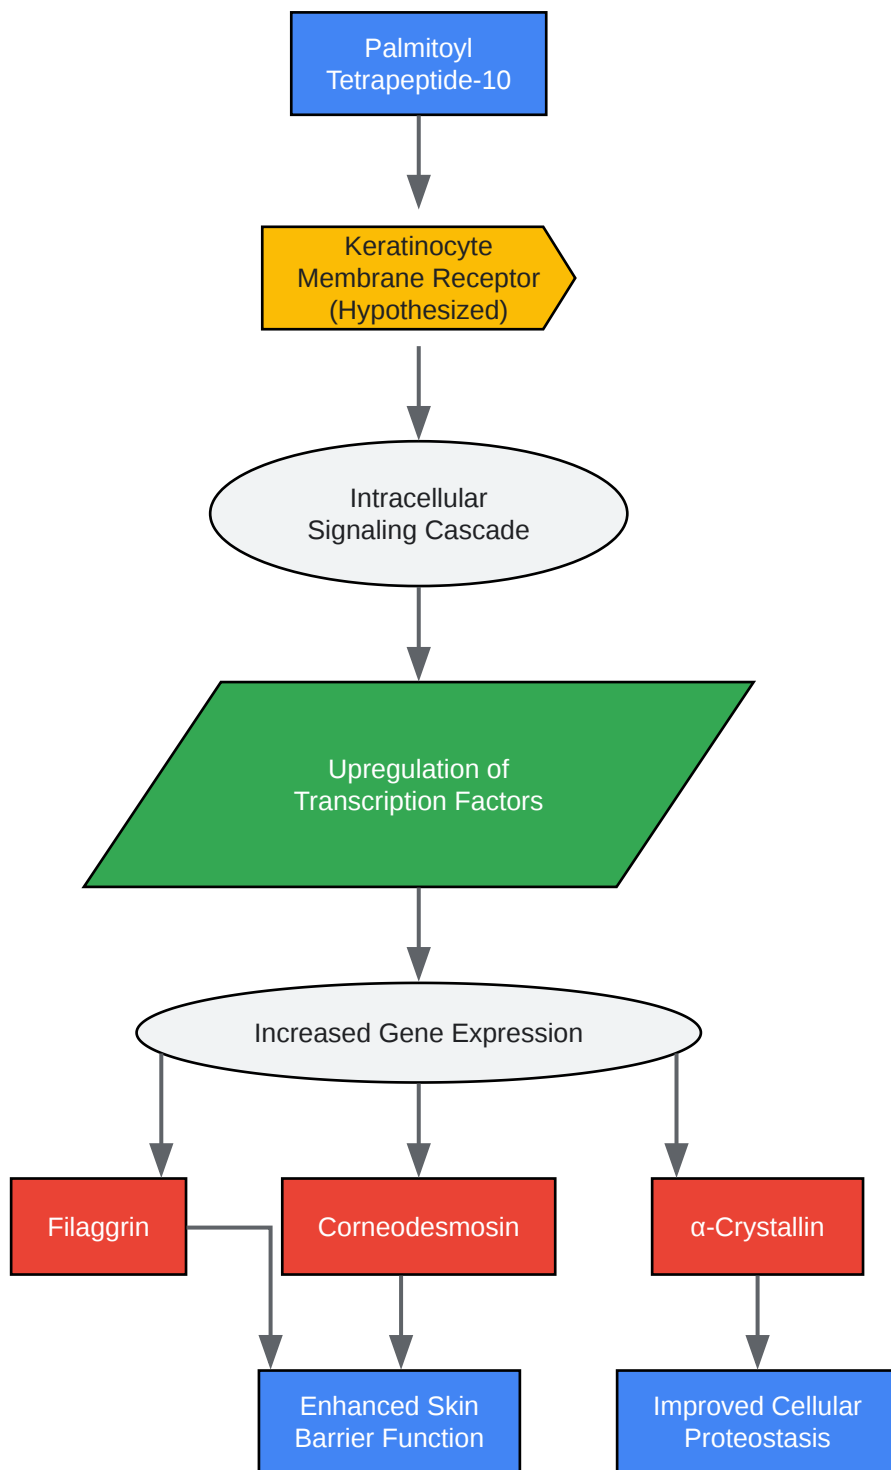 Palmitoyl
Tetrapeptide-10
Keratinocyte
Membrane Receptor
(Hypothesized)
Intracellular
Signaling Cascade
Upregulation of
Transcription Factors
Increased Gene Expression
Filaggrin
Corneodesmosin
α-Crystallin
Enhanced Skin
Barrier Function
Improved Cellular
Proteostasis